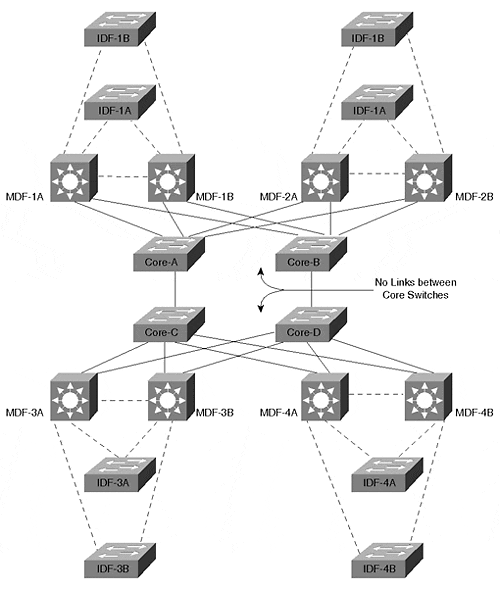 IDF-1B
IDF-1B
IDF-1A
IDF-1A
MDF-1A
MDF-1B
MDF-2A
MDF-2B
Core-A
Core-B
No Links between
Core Switches
Core-C
Core-D
MDF-3A
MDF-3B
MDF-4A
MDF-4B
IDF-3A
IDF-4A
IDF-3B
IDF-4B